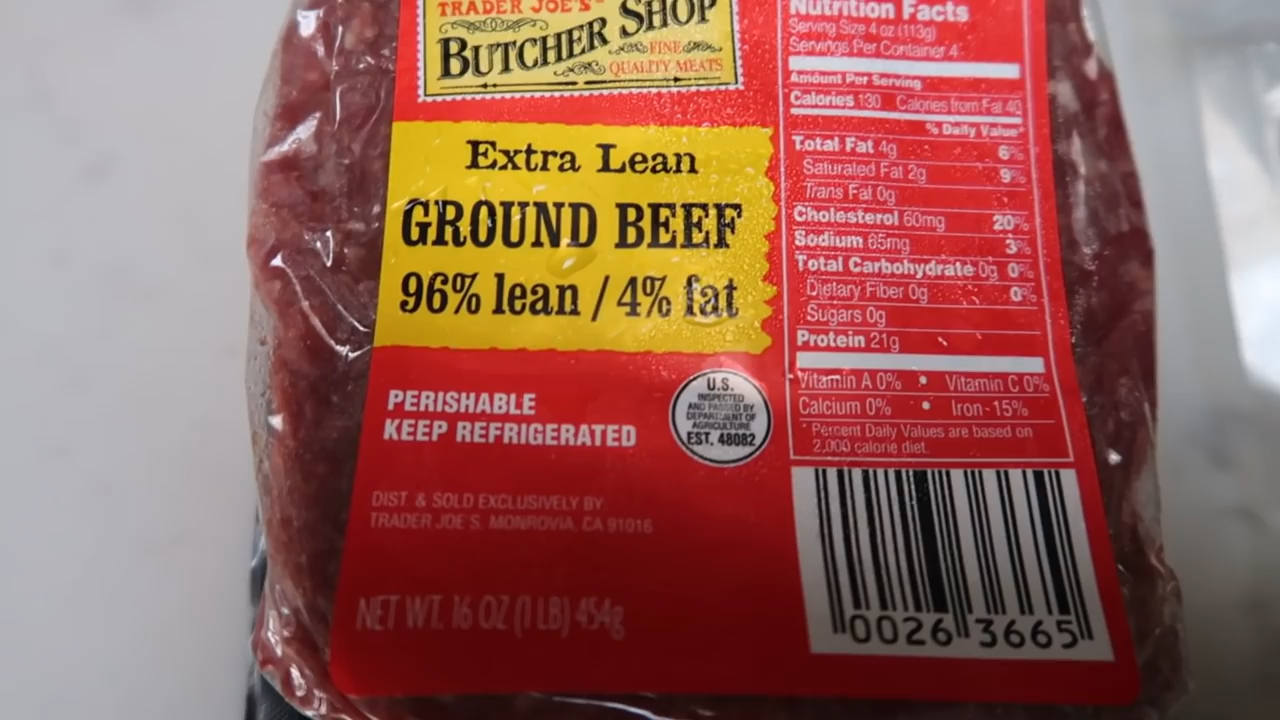 TRADER JOE'S
BUTCHER SHOP
FINE
QUALITY MEATS
Extra Lean
GROUND BEEF
96% lean / 4% fat
PERISHABLE
KEEP REFRIGERATED
U.S.
INSPECTED
AND PASSED BY
DEPARTMENT OF
AGRICULTURE
EST. 48082
DIST. & SOLD EXCLUSIVELY BY:
TRADER JOE'S, MONROVIA, CA 91016
NET WT. 16 OZ (1 LB) 454g
Nutrition Facts
Serving Size 4 oz (113g)
Servings Per Container 4
Amount Per Serving
Calories 130 Calories from Fat 40
% Daily Value*
Total Fat 4g 6%
Saturated Fat 2g 9%
Trans Fat 0g
Cholesterol 60mg 20%
Sodium 65mg 3%
Total Carbohydrate 0g 0%
Dietary Fiber 0g 0%
Sugars 0g
Protein 21g
Vitamin A 0% • Vitamin C 0%
Calcium 0% • Iron 15%
* Percent Daily Values are based on
2,000 calorie diet.
0026 3665